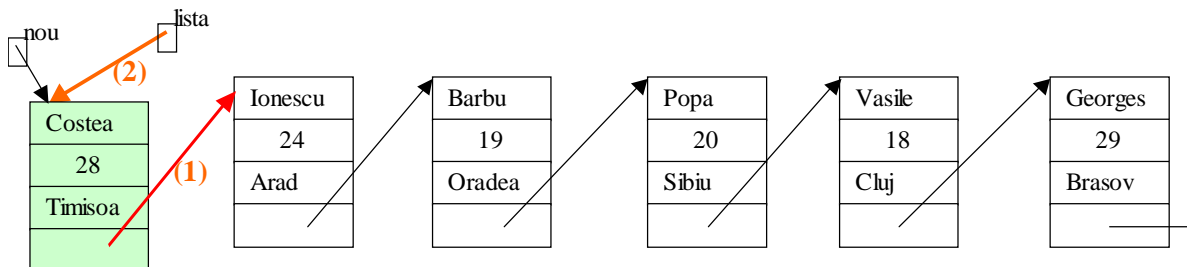 nou
lista
(2)
(1)
Costea
28
Timisoa
Ionescu
24
Arad
Barbu
19
Oradea
Popa
20
Sibiu
Vasile
18
Cluj
Georges
29
Brasov